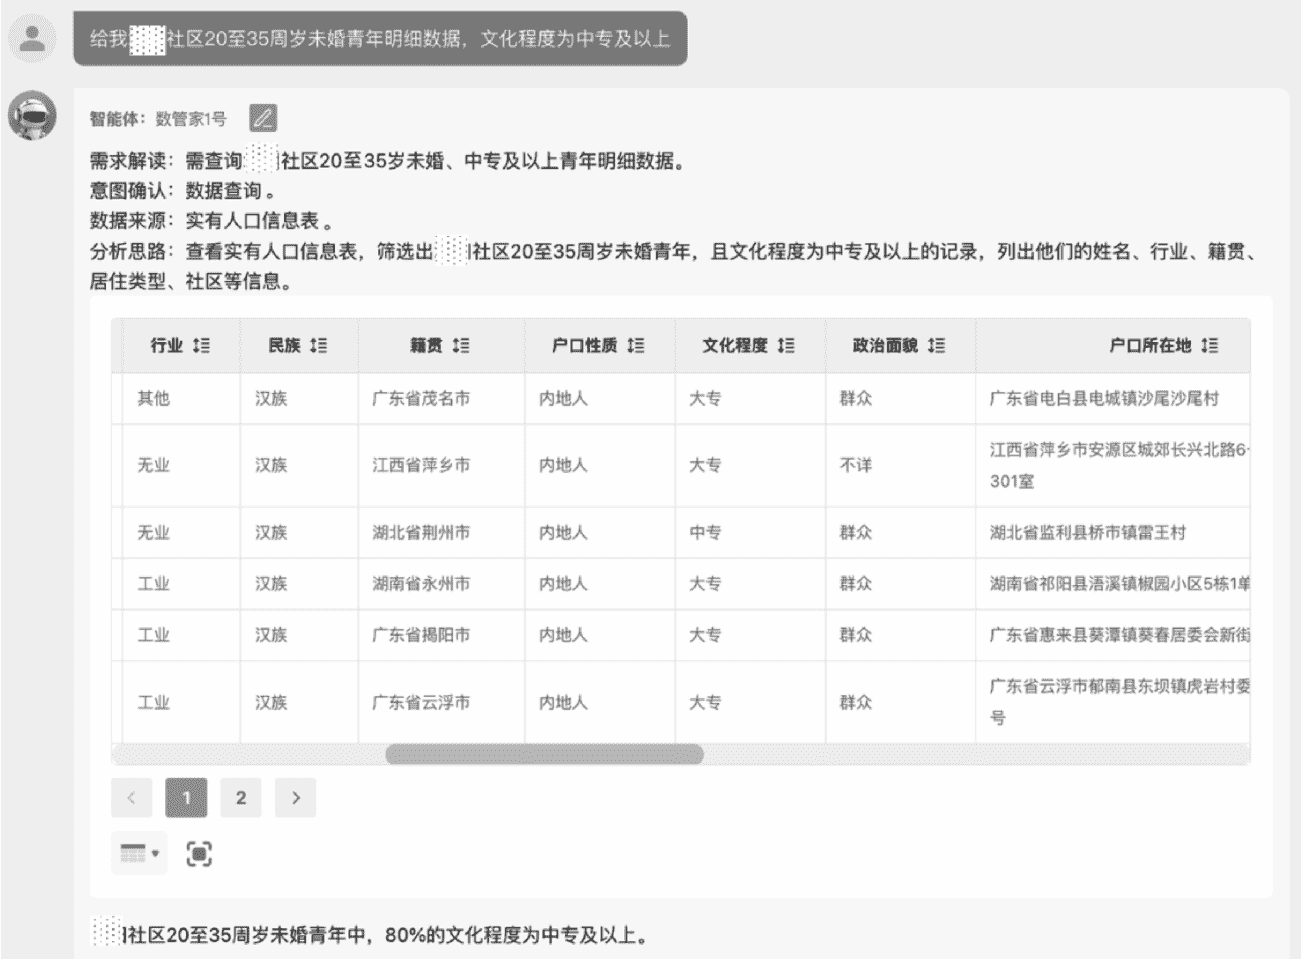 给我社区20至35周岁未婚青年明细数据，文化程度为中专及以上
智能体：数管家1号
需求解读：需查询社区20至35岁未婚、中专及以上青年明细数据。
意图确认：数据查询。
数据来源：实有人口信息表。
分析思路：查看实有人口信息表，筛选出社区20至35周岁未婚青年，且文化程度为中专及以上的记录，列出他们的姓名、行业、籍贯、
居住类型、社区等信息。
行业 民族 籍贯 户口性质 文化程度 政治面貌 户口所在地
其他 汉族 广东省茂名市 内地人 大专 群众 广东省电白县电城镇沙尾沙尾村
无业 汉族 江西省萍乡市 内地人 大专 不详 江西省萍乡市安源区城郊长兴北路6-
301室
无业 汉族 湖北省荆州市 内地人 中专 群众 湖北省监利县桥市镇雷王村
工业 汉族 湖南省永州市 内地人 大专 群众 湖南省祁阳县浯溪镇椒园小区5栋1单
工业 汉族 广东省揭阳市 内地人 大专 群众 广东省惠来县葵潭镇葵春居委会新街
工业 汉族 广东省云浮市 内地人 大专 群众 广东省云浮市郁南县东坝镇虎岩村委
号
1 2
社区20至35周岁未婚青年中，80%的文化程度为中专及以上。